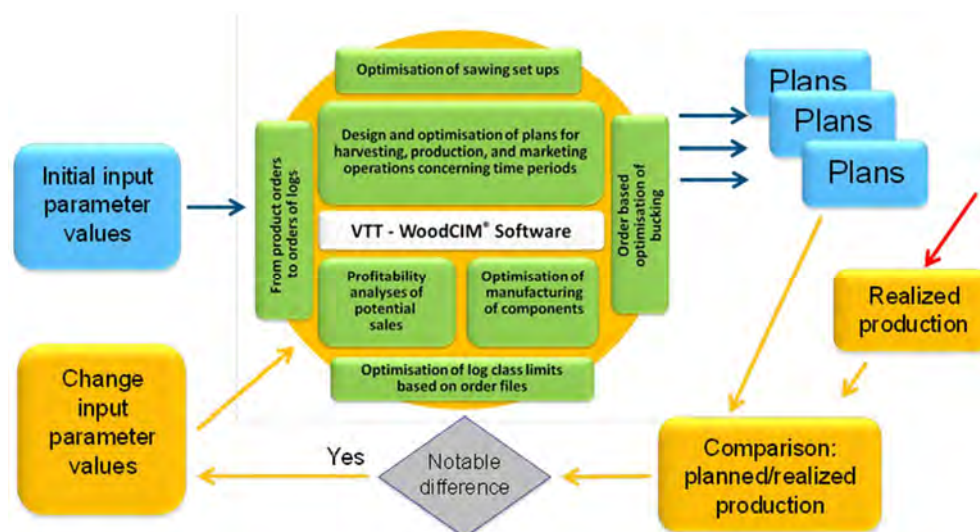 Optimisation of sawing set ups
Design and optimisation of plans for
harvesting, production, and marketing
operations concerning time periods
From product orders
to orders of logs
VTT - WoodCIM® Software
Order based
optimisation of
bucking
Profitability
analyses of
potential
sales
Optimisation of
manufacturing
of components
Optimisation of log class limits
based on order files
Initial input
parameter
values
Plans
Plans
Plans
Realized
production
Change
input
parameter
values
Yes
Notable
difference
Comparison:
planned/realized
production